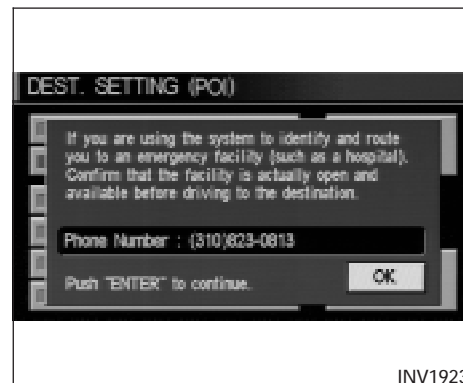 DEST. SETTING (POI)
If you are using the system to identify and route
you to an emergency facility (such as a hospital).
Confirm that the facility is actually open and
available before driving to the destination.
Phone Number : (310)823-0813
Push "ENTER" to continue.
OK
INV1923